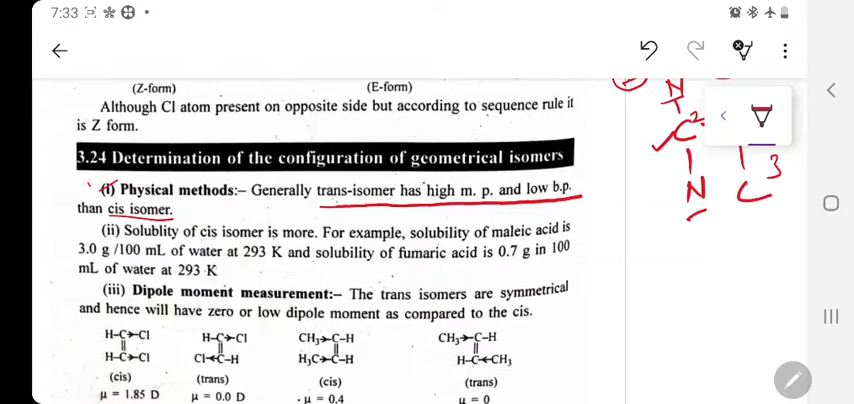 7:33
(Z-form) (E-form)
Although Cl atom present on opposite side but according to sequence rule it
is Z form.
3.24 Determination of the configuration of geometrical isomers
(i) Physical methods:– Generally trans-isomer has high m. p. and low b.p.
than cis isomer.
(ii) Solublity of cis isomer is more. For example, solubility of maleic acid is
3.0 g /100 mL of water at 293 K and solubility of fumaric acid is 0.7 g in 100
mL of water at 293 K
(iii) Dipole moment measurement:– The trans isomers are symmetrical
and hence will have zero or low dipole moment as compared to the cis.
H–C→Cl H–C→Cl CH₃→C–H CH₃→C–H
|| || || ||
H–C→Cl Cl←C–H H₃C→C–H H–C←CH₃
(cis) (trans) (cis) (trans)
μ = 1.85 D μ = 0.0 D μ = 0.4 μ = 0
N
C 2
N C 3